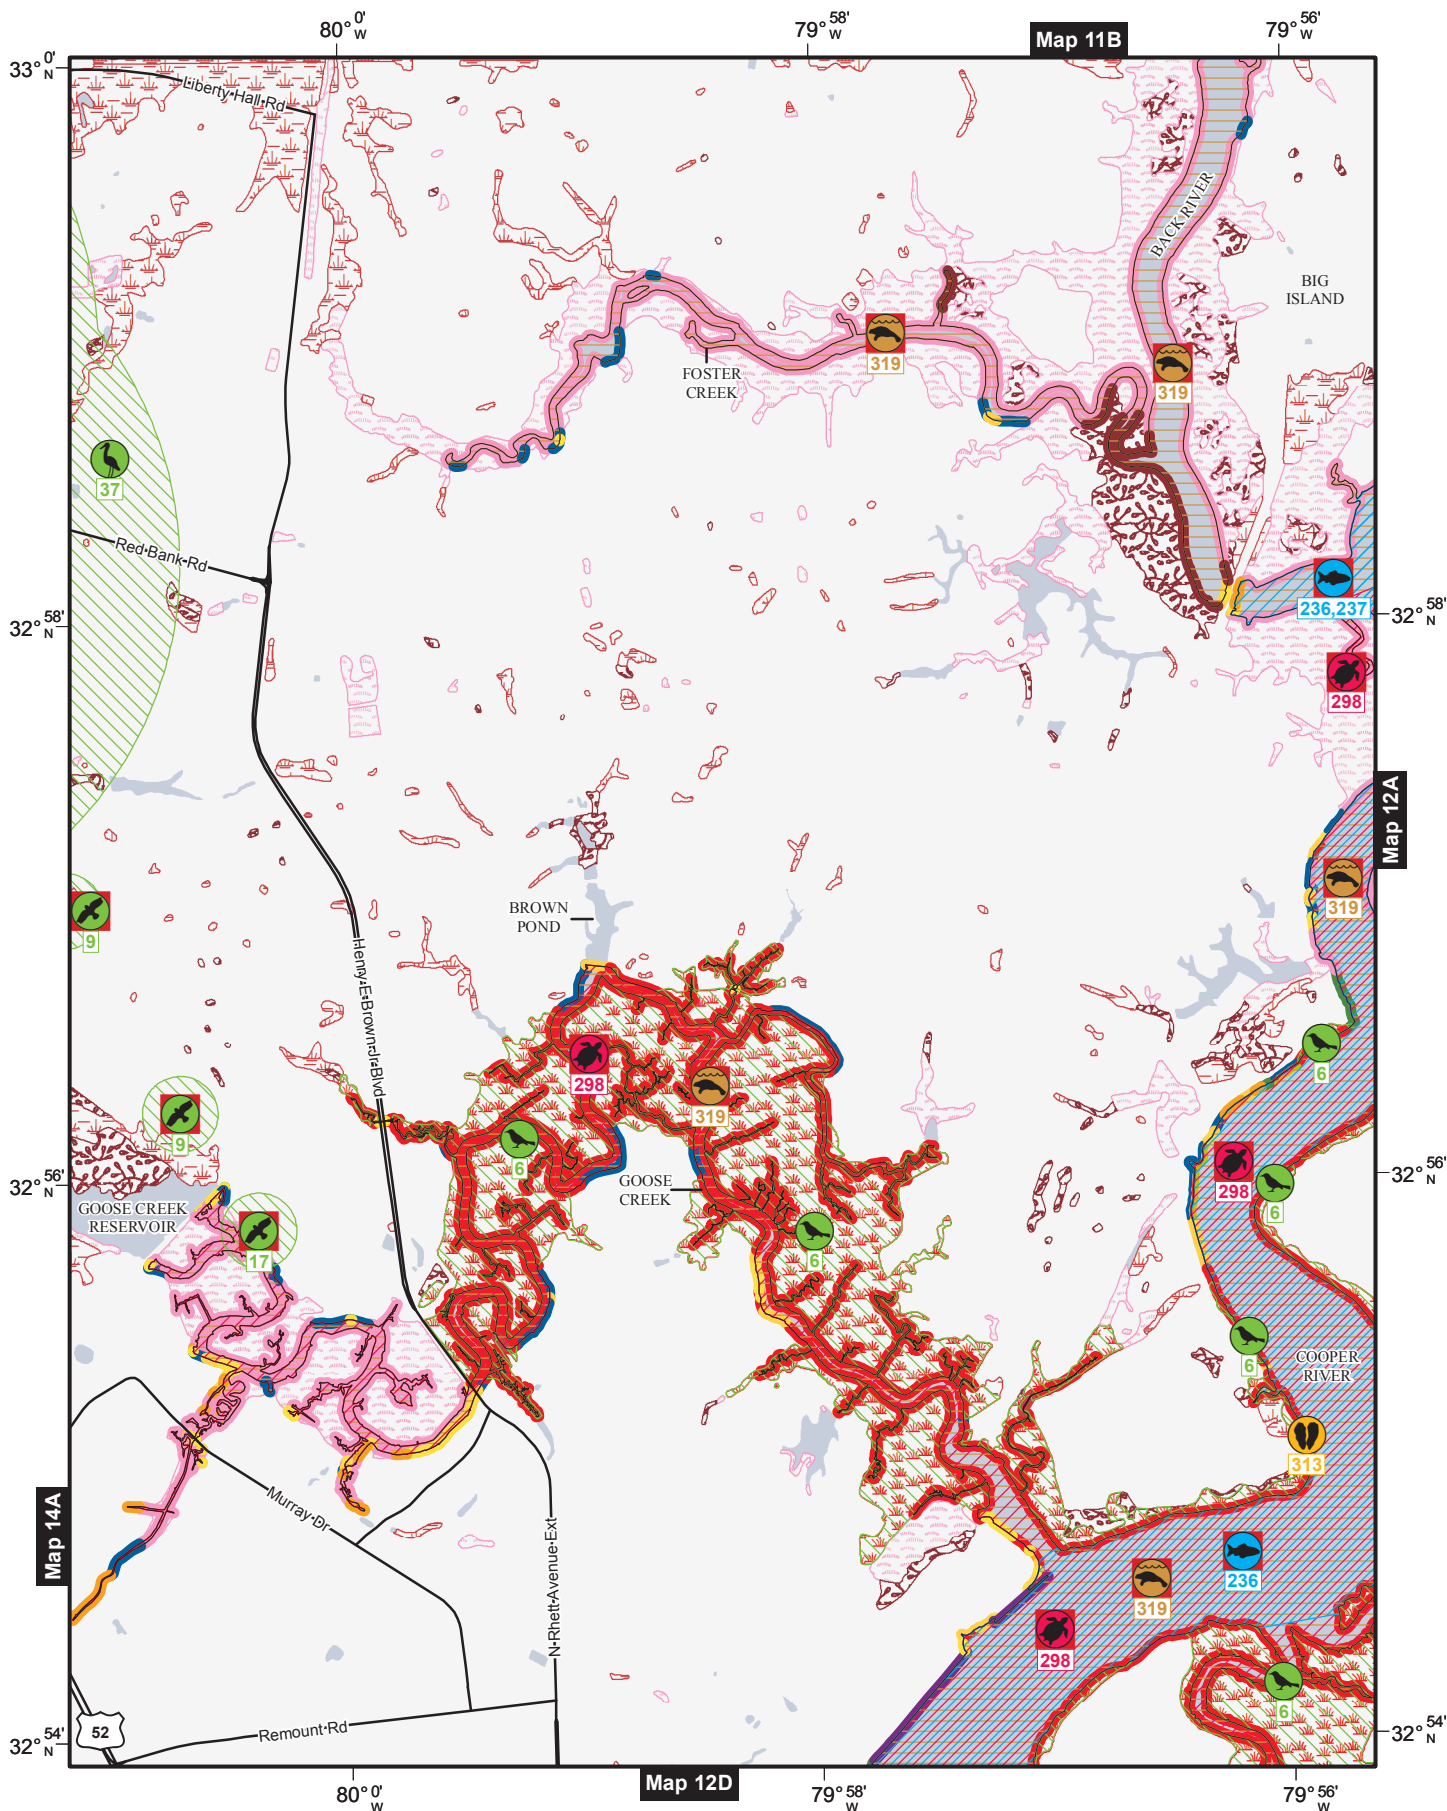 80° 0' W
79° 58' W
Map 11B
79° 56' W
33° 0' N
Liberty Hall Rd
BACK RIVER
BIG
ISLAND
319
FOSTER
CREEK
319
37
Red Bank Rd
236,237
32° 58' N
32° 58' N
298
Map 12A
319
9
BROWN
POND
Henry E Brown Jr Blvd
6
298
319
9
6
32° 56' N
32° 56' N
298
6
GOOSE
CREEK
GOOSE CREEK
RESERVOIR
17
6
6
COOPER
RIVER
313
Murray Dr
Map 14A
N Rhett Avenue Ext
236
319
298
6
52
Remount Rd
32° 54' N
32° 54' N
Map 12D
80° 0' W
79° 58' W
79° 56' W